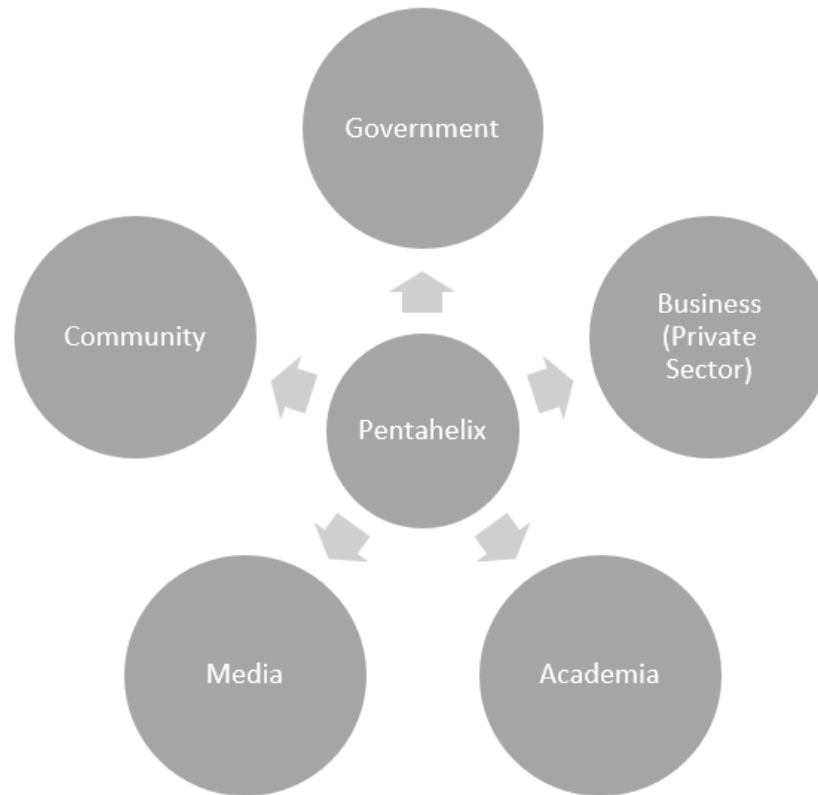 Government
Community
Business
(Private
Sector)
Pentahelix
Media
Academia